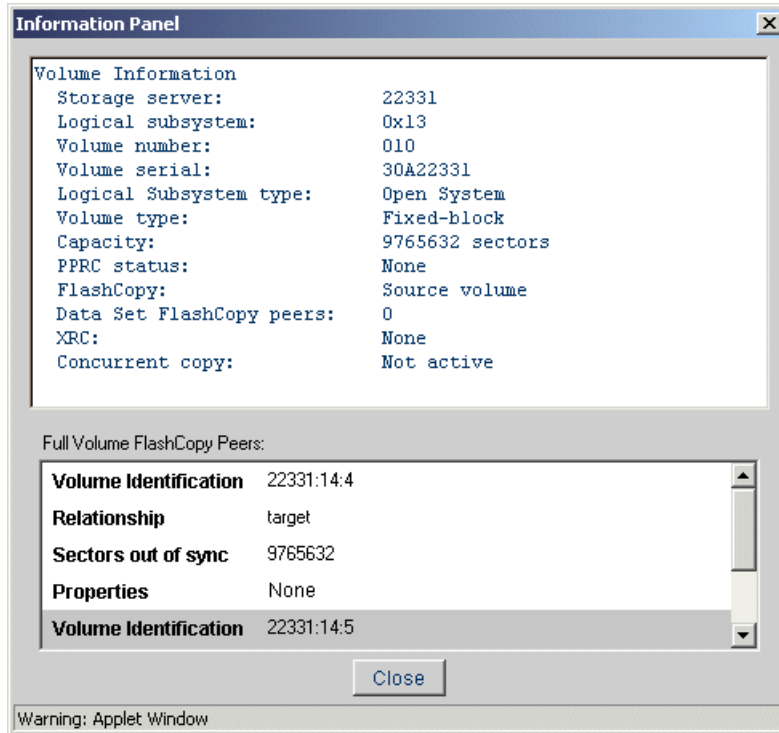 Information Panel
Volume Information
Storage server: 22331
Logical subsystem: 0x13
Volume number: 010
Volume serial: 30A22331
Logical Subsystem type: Open System
Volume type: Fixed-block
Capacity: 9765632 sectors
PPRC status: None
FlashCopy: Source volume
Data Set FlashCopy peers: 0
XRC: None
Concurrent copy: Not active
Full Volume FlashCopy Peers:
Volume Identification 22331:14:4
Relationship target
Sectors out of sync 9765632
Properties None
Volume Identification 22331:14:5
Close
Warning: Applet Window